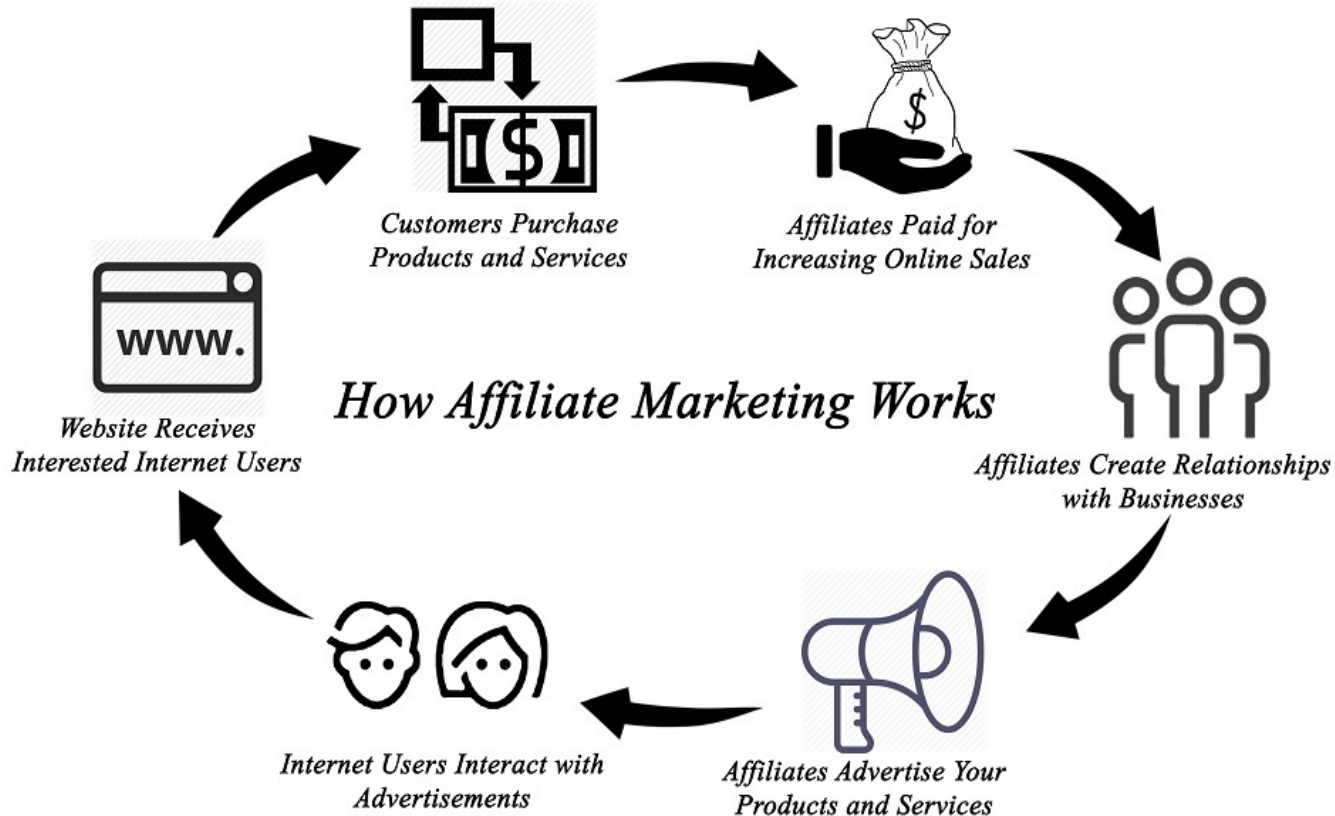 $
$
Customers Purchase
Products and Services
Affiliates Paid for
Increasing Online Sales
www.
How Affiliate Marketing Works
Website Receives
Interested Internet Users
Affiliates Create Relationships
with Businesses
Internet Users Interact with
Advertisements
Affiliates Advertise Your
Products and Services